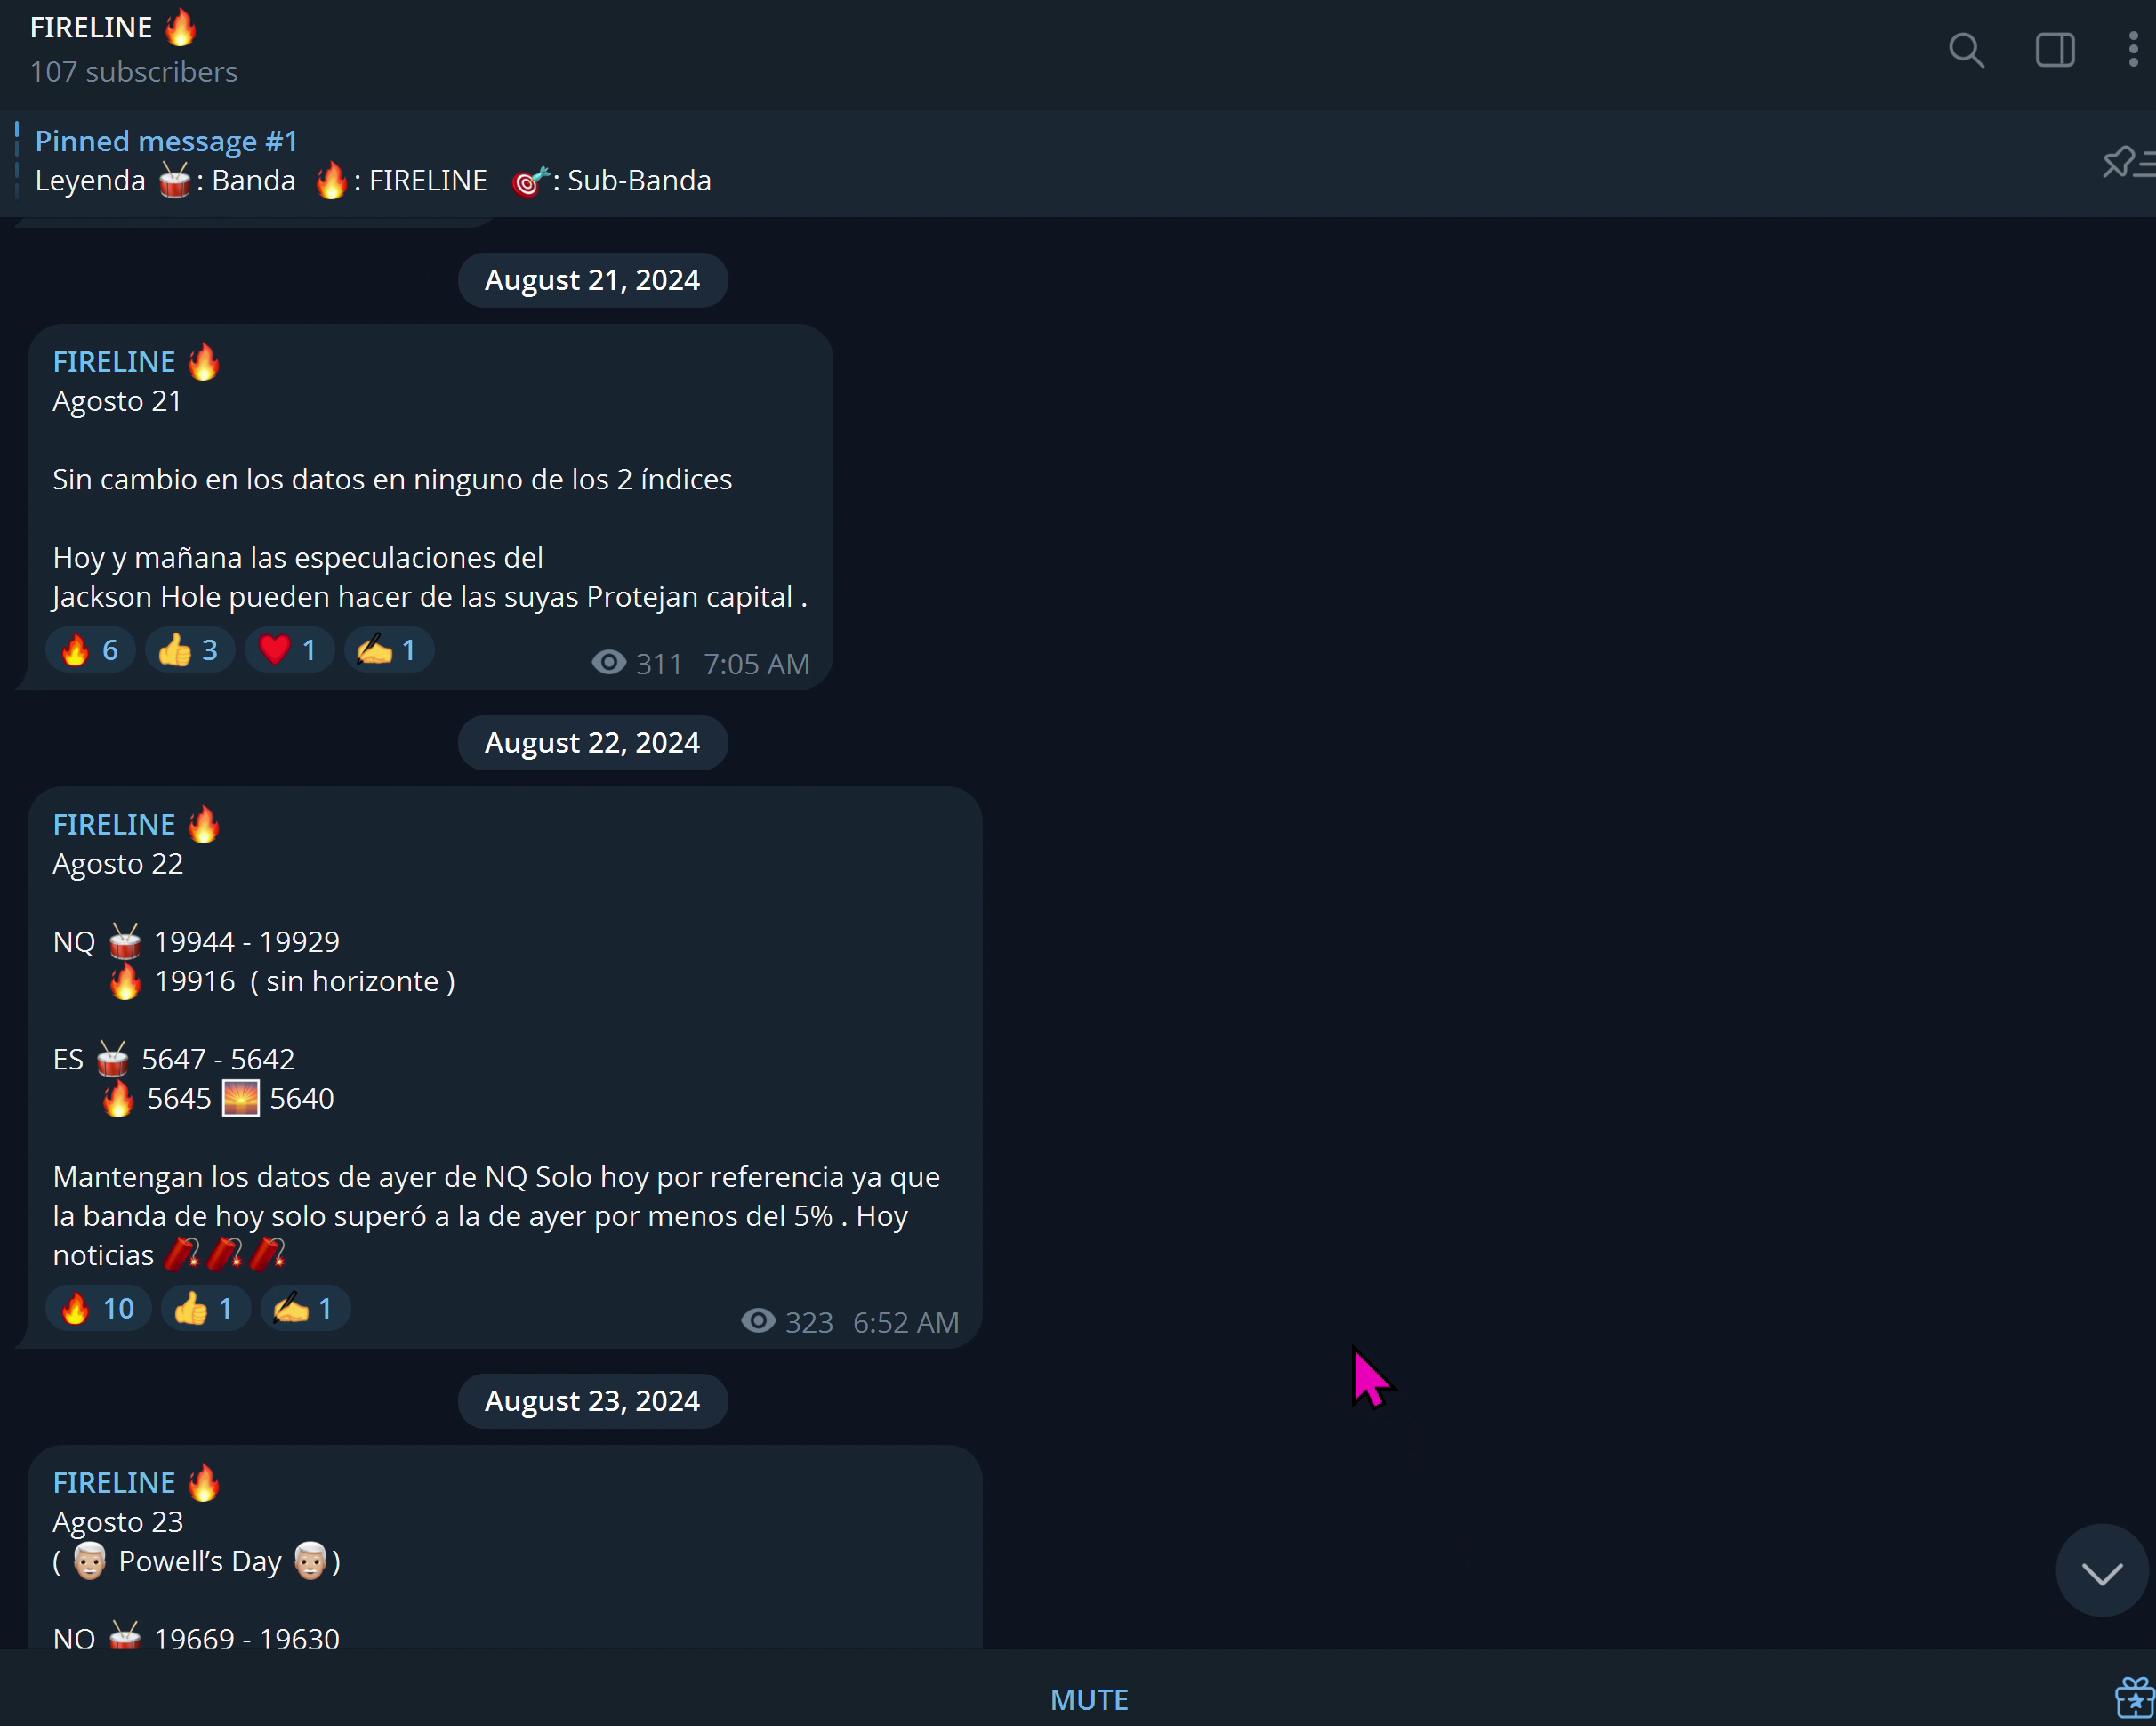 FIRELINE 🔥
107 subscribers
Pinned message #1
Leyenda 🥁: Banda 🔥: FIRELINE 🎯: Sub-Banda
August 21, 2024
FIRELINE 🔥
Agosto 21
Sin cambio en los datos en ninguno de los 2 índices
Hoy y mañana las especulaciones del
Jackson Hole pueden hacer de las suyas Protejan capital .
🔥 6 👍 3 ❤️ 1 ✍️ 1 311 7:05 AM
August 22, 2024
FIRELINE 🔥
Agosto 22
NQ 🥁 19944 - 19929
🔥 19916 ( sin horizonte )
ES 🥁 5647 - 5642
🔥 5645 🌅 5640
Mantengan los datos de ayer de NQ Solo hoy por referencia ya que
la banda de hoy solo superó a la de ayer por menos del 5% . Hoy
noticias 🧨🧨🧨
🔥 10 👍 1 ✍️ 1 323 6:52 AM
August 23, 2024
FIRELINE 🔥
Agosto 23
( 👨🏼‍🦳 Powell’s Day 👨🏼‍🦳 )
NQ 🥁 19669 - 19630
MUTE